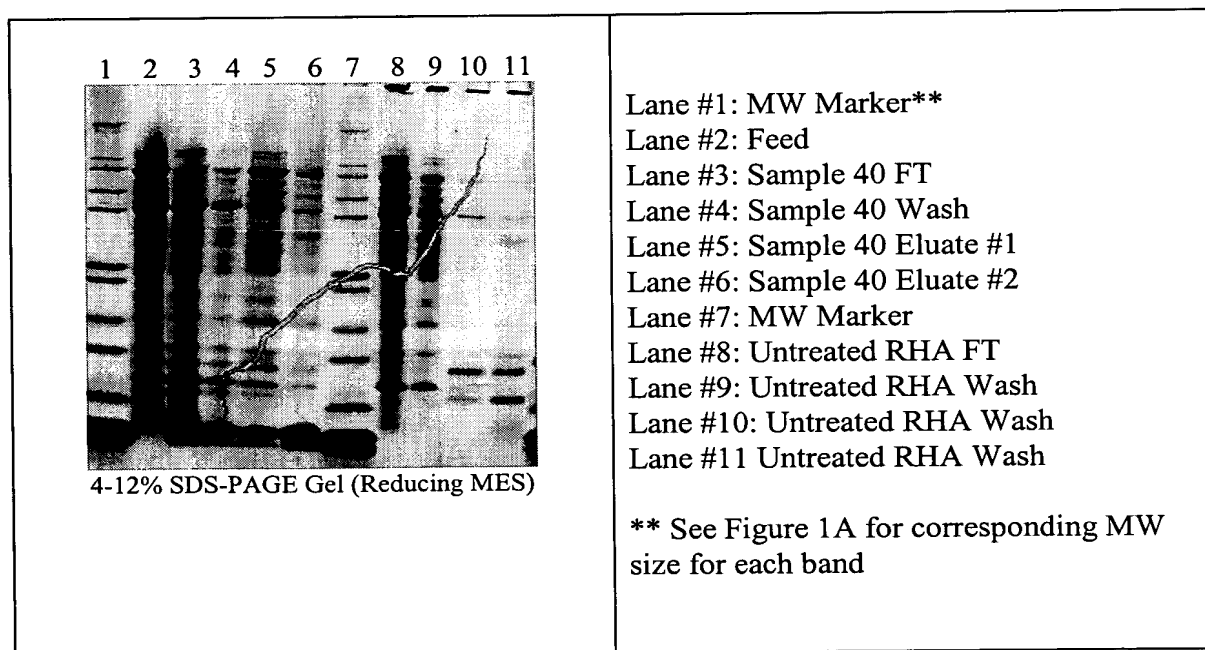 1 2 3 4 5 6 7 8 9 10 11
4-12% SDS-PAGE Gel (Reducing MES)
Lane #1: MW Marker**
Lane #2: Feed
Lane #3: Sample 40 FT
Lane #4: Sample 40 Wash
Lane #5: Sample 40 Eluate #1
Lane #6: Sample 40 Eluate #2
Lane #7: MW Marker
Lane #8: Untreated RHA FT
Lane #9: Untreated RHA Wash
Lane #10: Untreated RHA Wash
Lane #11 Untreated RHA Wash
** See Figure 1A for corresponding MW
size for each band